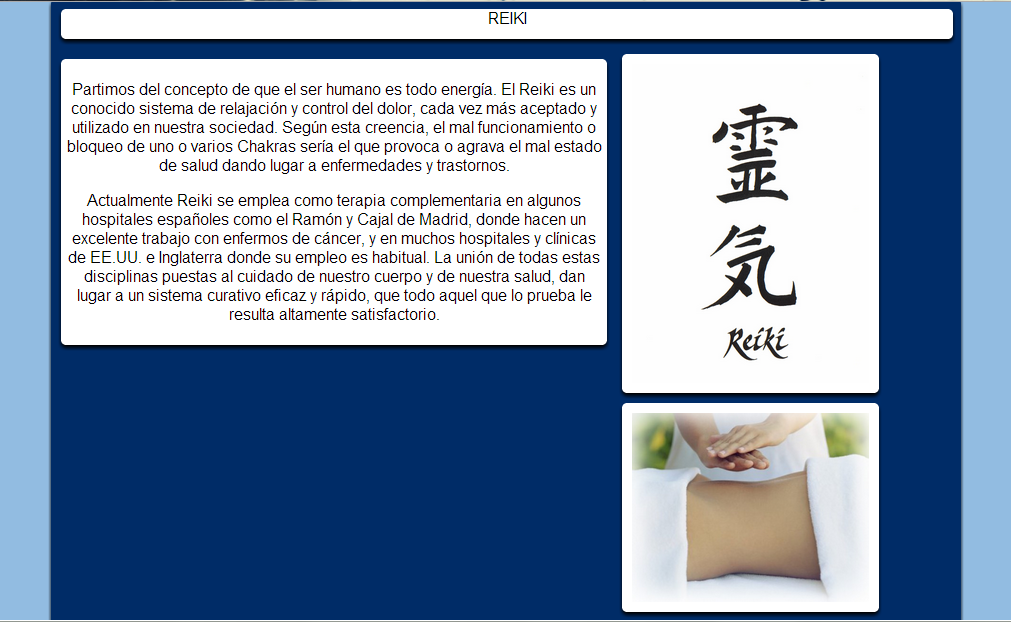 REIKI
Partimos del concepto de que el ser humano es todo energía. El Reiki es un
conocido sistema de relajación y control del dolor, cada vez más aceptado y
utilizado en nuestra sociedad. Según esta creencia, el mal funcionamiento o
bloqueo de uno o varios Chakras sería el que provoca o agrava el mal estado
de salud dando lugar a enfermedades y trastornos.
Actualmente Reiki se emplea como terapia complementaria en algunos
hospitales españoles como el Ramón y Cajal de Madrid, donde hacen un
excelente trabajo con enfermos de cáncer, y en muchos hospitales y clínicas
de EE.UU. e Inglaterra donde su empleo es habitual. La unión de todas estas
disciplinas puestas al cuidado de nuestro cuerpo y de nuestra salud, dan
lugar a un sistema curativo eficaz y rápido, que todo aquel que lo prueba le
resulta altamente satisfactorio.
霊
気
Reiki